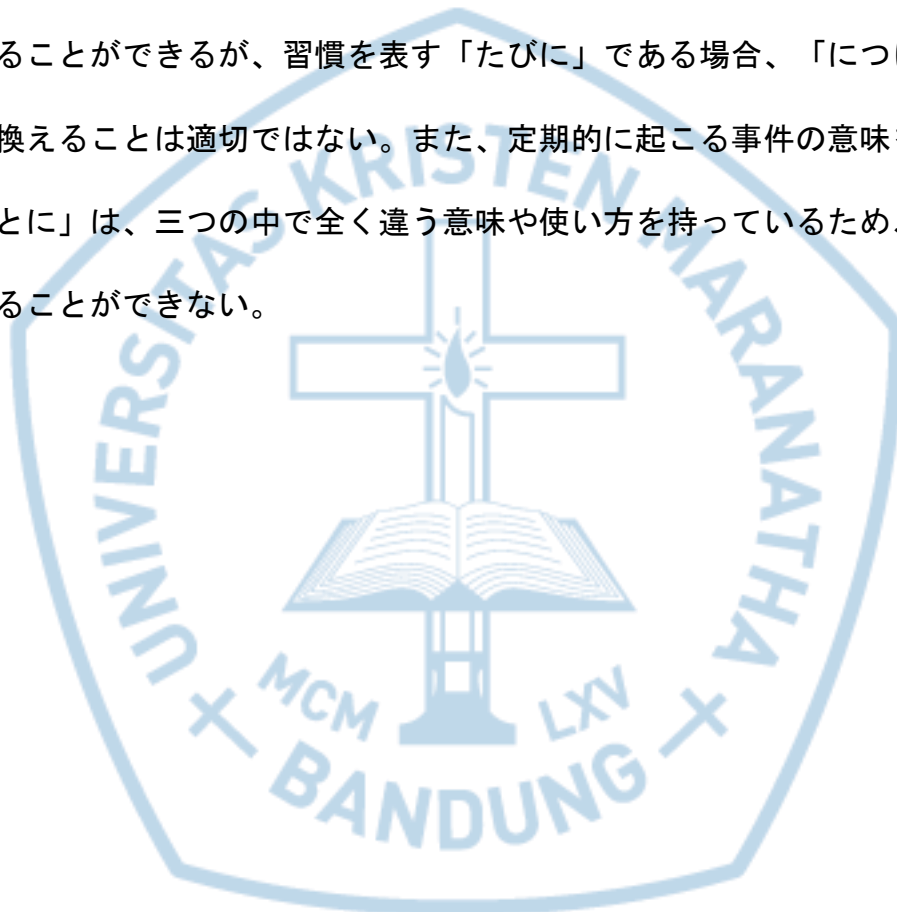 ることができるが、習慣を表す「たびに」である場合、「につ
換えることは適切ではない。また、定期的に起こる事件の意味
とに」は、三つの中で全く違う意味や使い方を持っているため、
ることができない。
UNIVERSITAS KRISTEN MARANATHA
MCM LXV
BANDUNG